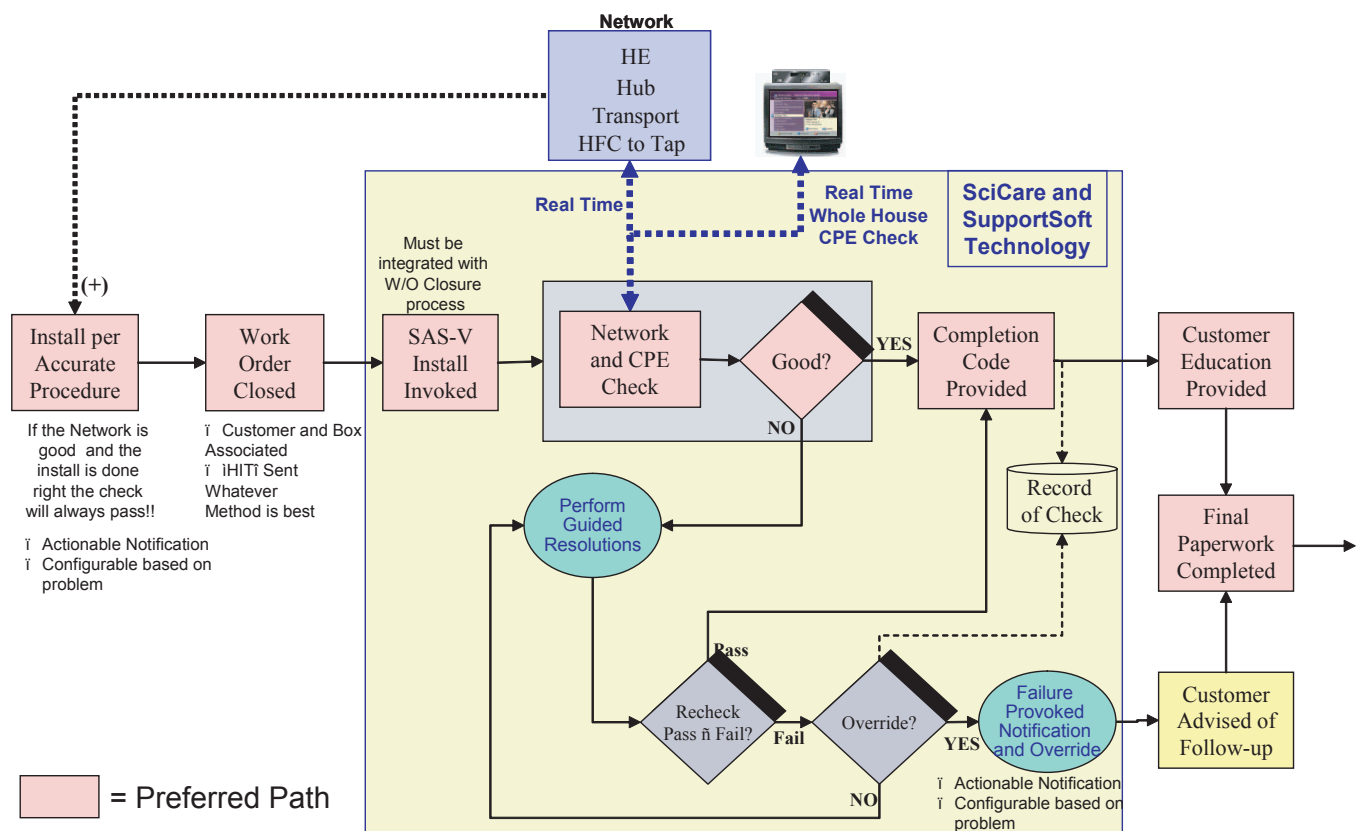 Network
HE
Hub
Transport
HFC to Tap
Real Time
Real Time
Whole House
CPE Check
SciCare and
SupportSoft
Technology
(+)
Must be
integrated with
W/O Closure
process
Install per
Accurate
Procedure
Work
Order
Closed
SAS-V
Install
Invoked
Network
and CPE
Check
Good?
YES
NO
Completion
Code
Provided
Customer
Education
Provided
If the Network is
good and the
install is done
right the check
will always pass!!
ï Actionable Notification
ï Configurable based on
problem
ï Customer and Box
Associated
ï ìHITî Sent
Whatever
Method is best
Perform
Guided
Resolutions
Record
of Check
Final
Paperwork
Completed
Pass
Recheck
Pass ñ Fail?
Fail
Override?
YES
NO
Failure
Provoked
Notification
and Override
Customer
Advised of
Follow-up
ï Actionable Notification
ï Configurable based on
problem
= Preferred Path